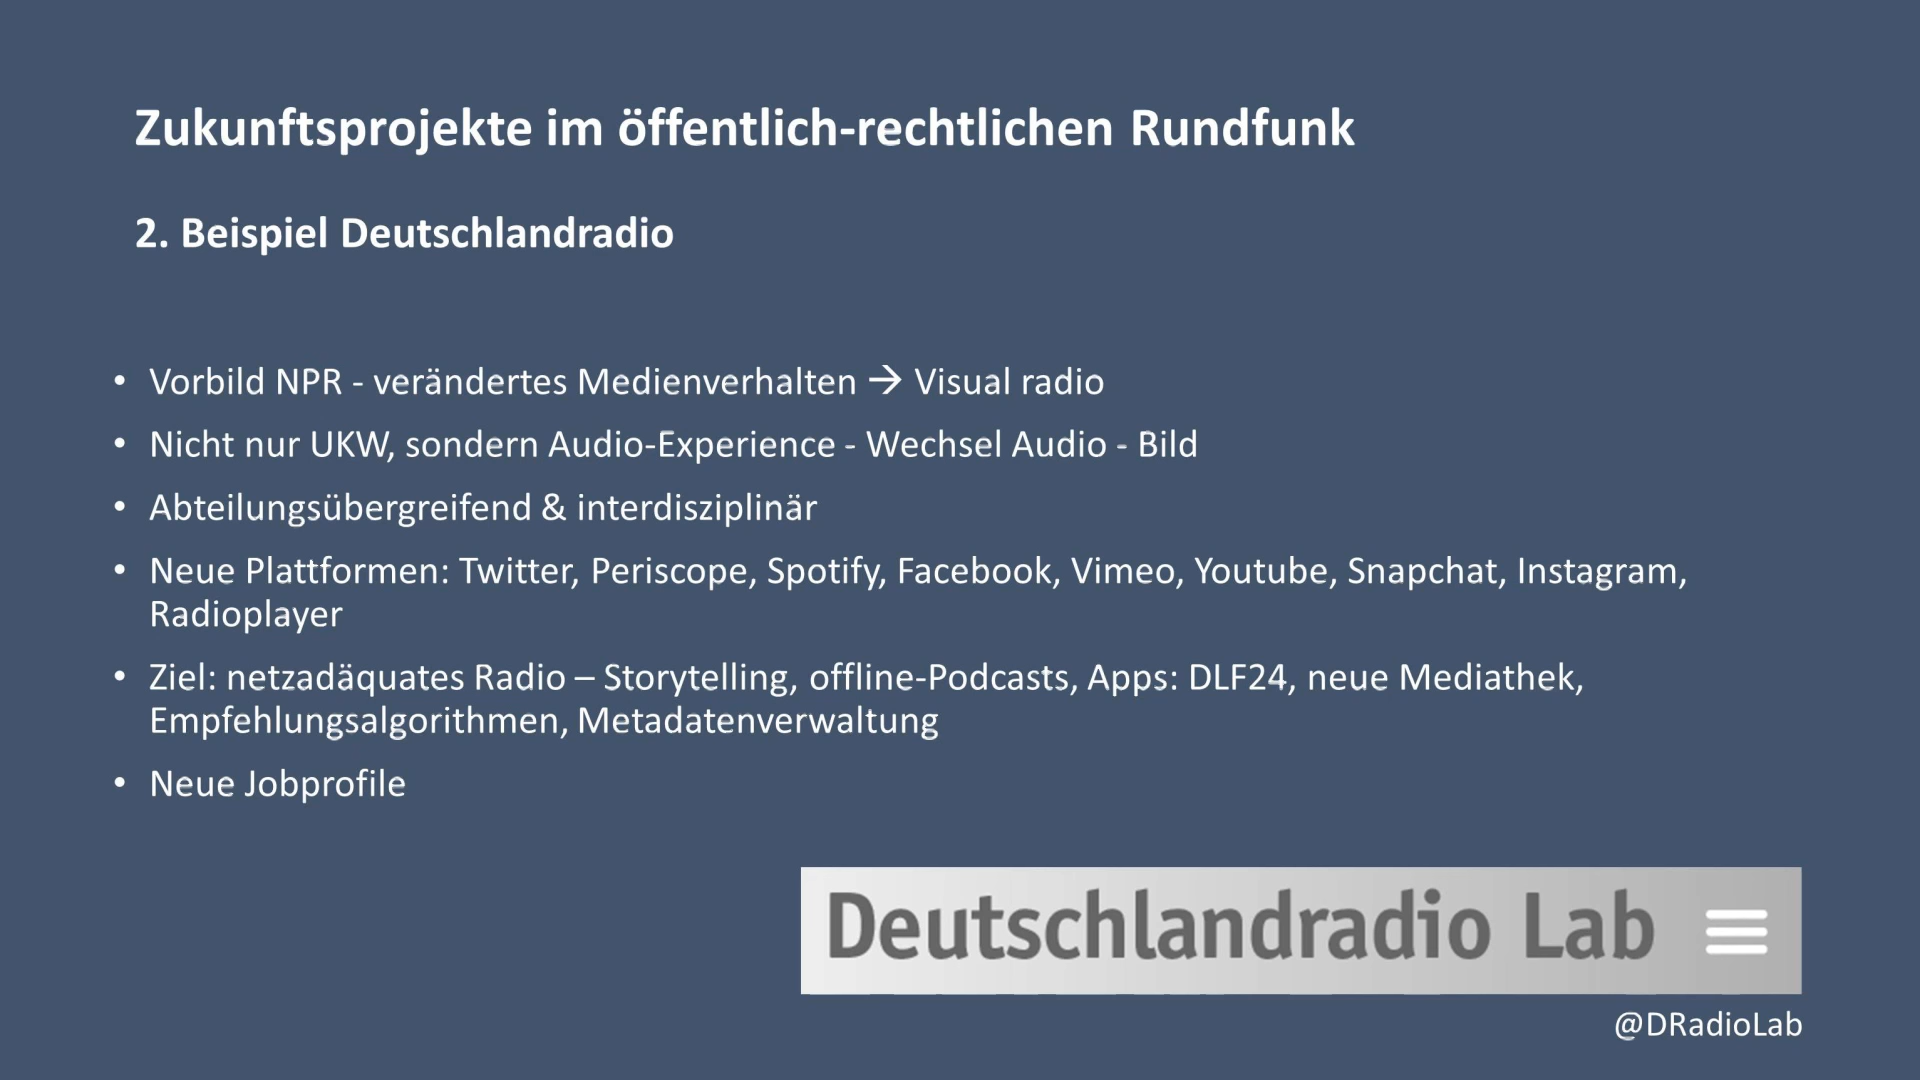 Zukunftsprojekte im öffentlich-rechtlichen Rundfunk
2. Beispiel Deutschlandradio
• Vorbild NPR - verändertes Medienverhalten → Visual radio
• Nicht nur UKW, sondern Audio-Experience - Wechsel Audio - Bild
• Abteilungsübergreifend & interdisziplinär
• Neue Plattformen: Twitter, Periscope, Spotify, Facebook, Vimeo, Youtube, Snapchat, Instagram,
Radioplayer
• Ziel: netzadäquates Radio – Storytelling, offline-Podcasts, Apps: DLF24, neue Mediathek,
Empfehlungsalgorithmen, Metadatenverwaltung
• Neue Jobprofile
Deutschlandradio Lab
@DRadioLab